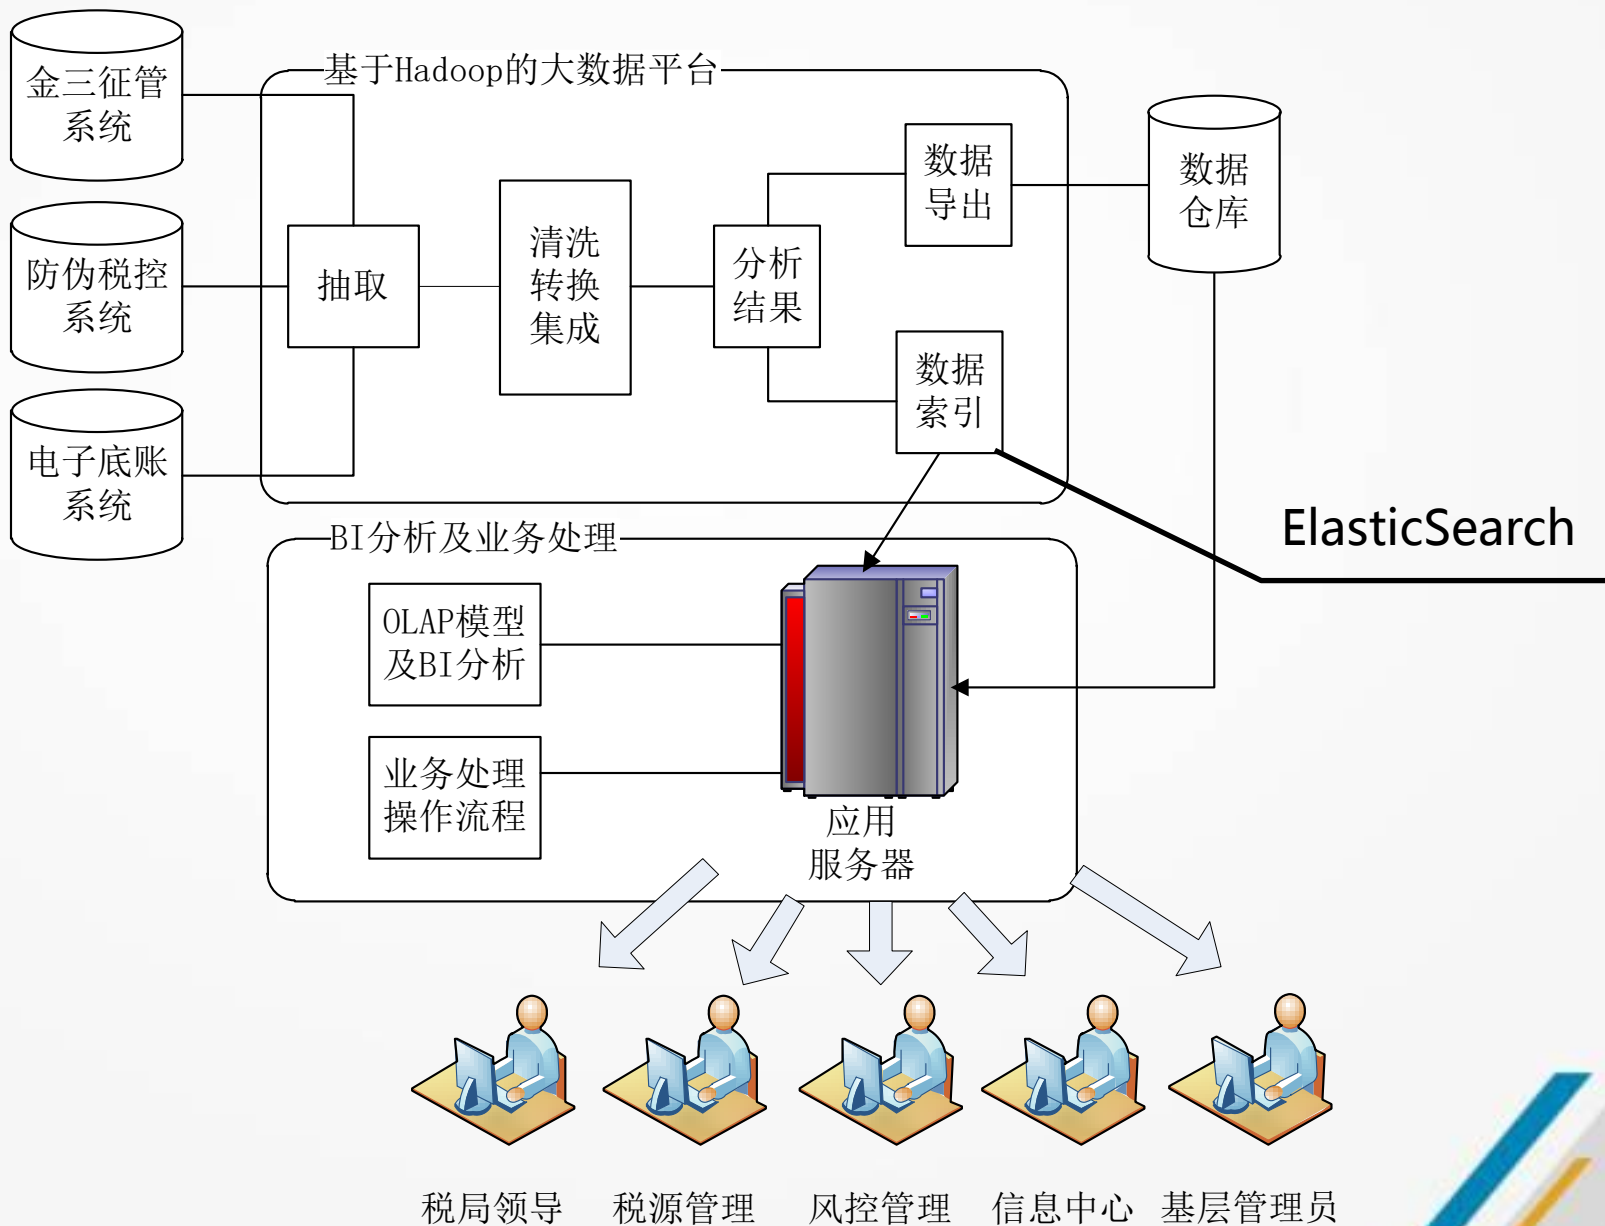 基于Hadoop的大数据平台
金三征管
系统
防伪税控
系统
电子底账
系统
抽取
清洗
转换
集成
分析
结果
数据
导出
数据
索引
数据
仓库
ElasticSearch
BI分析及业务处理
OLAP模型
及BI分析
业务处理
操作流程
应用
服务器
税局领导
税源管理
风控管理
信息中心
基层管理员